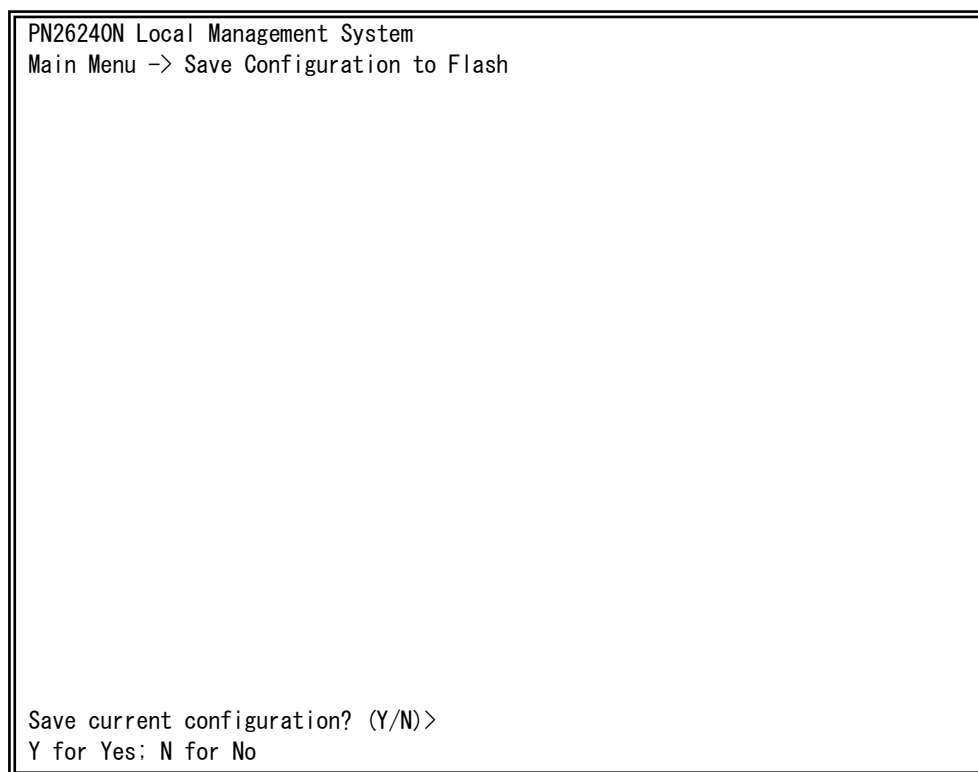 PN26240N Local Management System
Main Menu -> Save Configuration to Flash
Save current configuration? (Y/N)>
Y for Yes; N for No